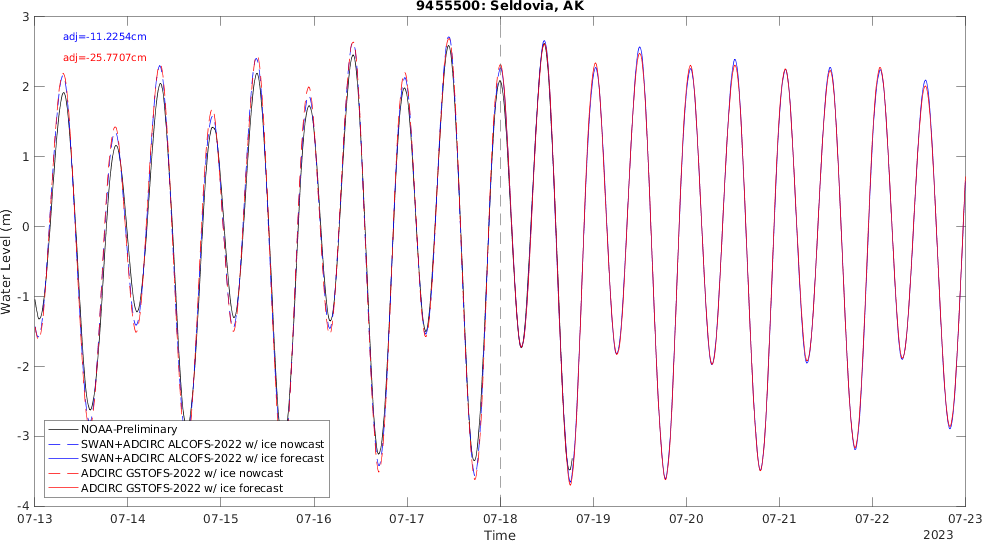 9455500: Seldovia, AK
adj=-11.2254cm
adj=-25.7707cm
3
2
1
0
-1
-2
-3
-4
Water Level (m)
NOAA-Preliminary
SWAN+ADCIRC ALCOFS-2022 w/ ice nowcast
SWAN+ADCIRC ALCOFS-2022 w/ ice forecast
ADCIRC GSTOFS-2022 w/ ice nowcast
ADCIRC GSTOFS-2022 w/ ice forecast
07-13 07-14 07-15 07-16 07-17 07-18 07-19 07-20 07-21 07-22 07-23
Time
2023